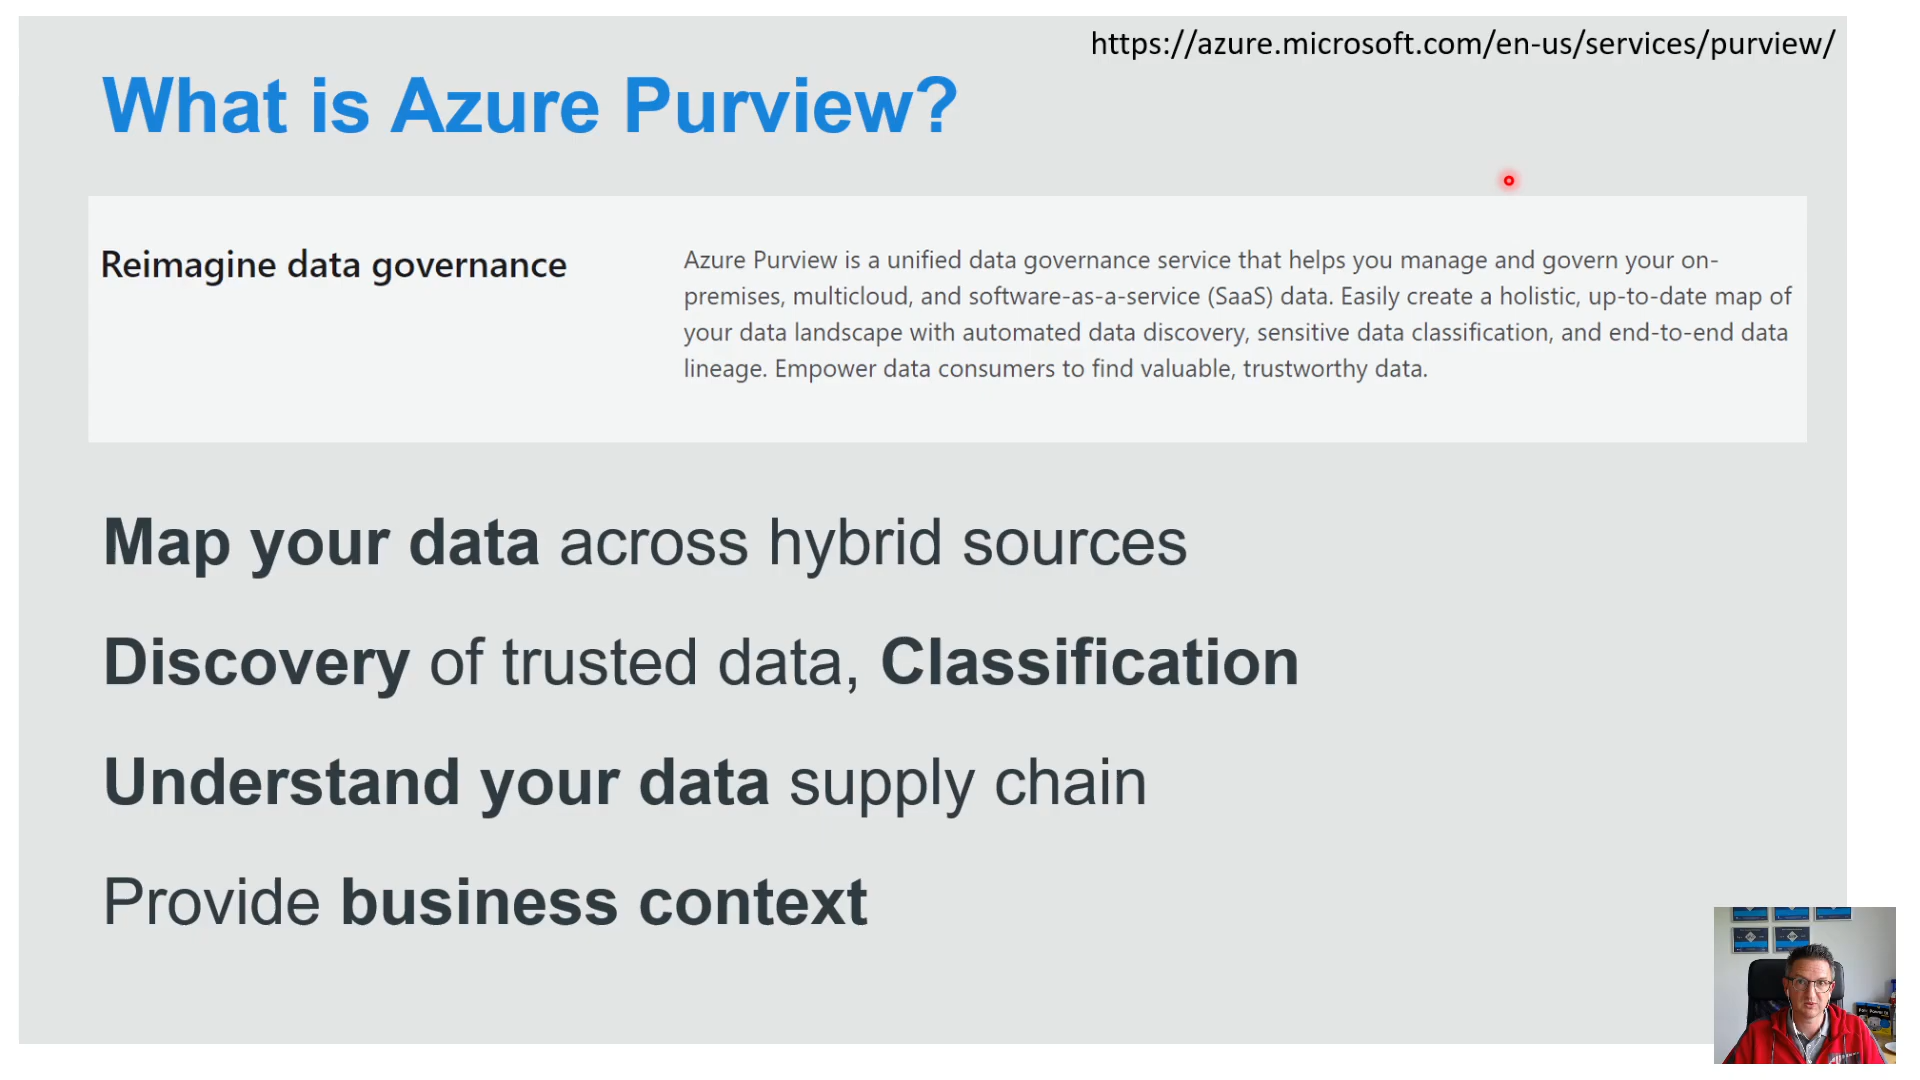 https://azure.microsoft.com/en-us/services/purview/
What is Azure Purview?
Reimagine data governance
Azure Purview is a unified data governance service that helps you manage and govern your on-
premises, multicloud, and software-as-a-service (SaaS) data. Easily create a holistic, up-to-date map of
your data landscape with automated data discovery, sensitive data classification, and end-to-end data
lineage. Empower data consumers to find valuable, trustworthy data.
Map your data across hybrid sources
Discovery of trusted data, Classification
Understand your data supply chain
Provide business context